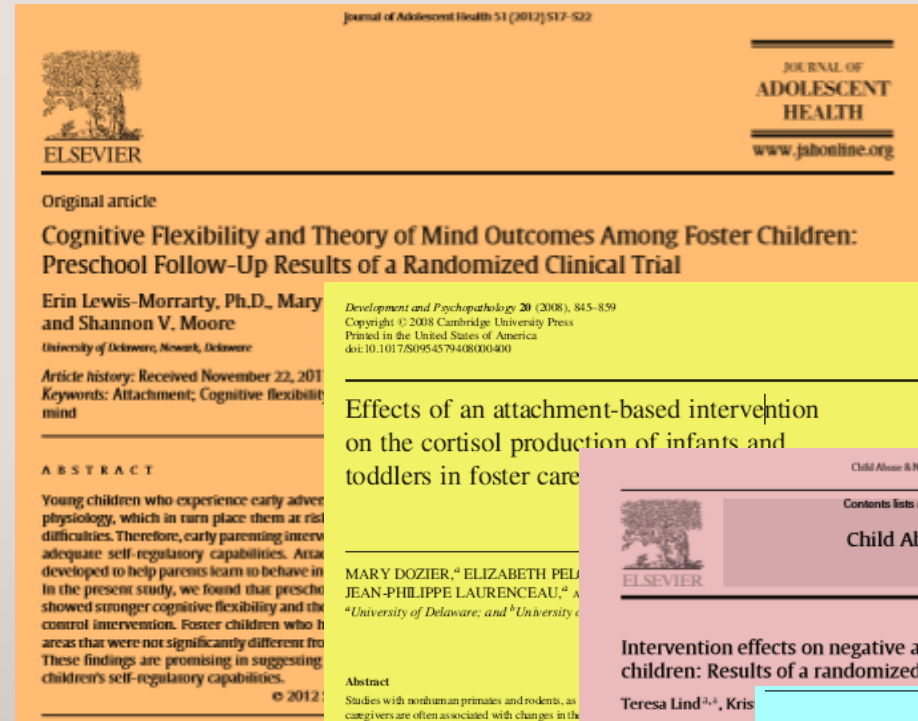 Journal of Adolescent Health 51 (2012) S17–S22
ELSEVIER
JOURNAL OF
ADOLESCENT
HEALTH
www.jahonline.org
Original article
Cognitive Flexibility and Theory of Mind Outcomes Among Foster Children:
Preschool Follow-Up Results of a Randomized Clinical Trial
Erin Lewis-Morrarty, Ph.D., Mary
and Shannon V. Moore
University of Delaware, Newark, Delaware
Article history: Received November 22, 201
Keywords: Attachment; Cognitive flexibility
mind
ABSTRACT
Young children who experience early adver
physiology, which in turn place them at risk
difficulties. Therefore, early parenting interv
adequate self-regulatory capabilities. Attac
developed to help parents learn to behave in
In the present study, we found that prescho
showed stronger cognitive flexibility and the
control intervention. Foster children who h
areas that were not significantly different fro
These findings are promising in suggesting
children's self-regulatory capabilities.
© 2012
Development and Psychopathology 20 (2008), 845–859
Copyright © 2008 Cambridge University Press
Printed in the United States of America
doi:10.1017/S0954579408000400
Effects of an attachment-based intervention
on the cortisol production of infants and
toddlers in foster care
MARY DOZIER,a ELIZABETH PEL
JEAN-PHILIPPE LAURENCEAU,a
aUniversity of Delaware; and bUniversity
Abstract
Studies with nonhuman primates and rodents, as
caregivers are often associated with changes in the
Child Abuse & N
Contents lists
Child Ab
ELSEVIER
Intervention effects on negative a
children: Results of a randomized
Teresa Lind a,*, Kris